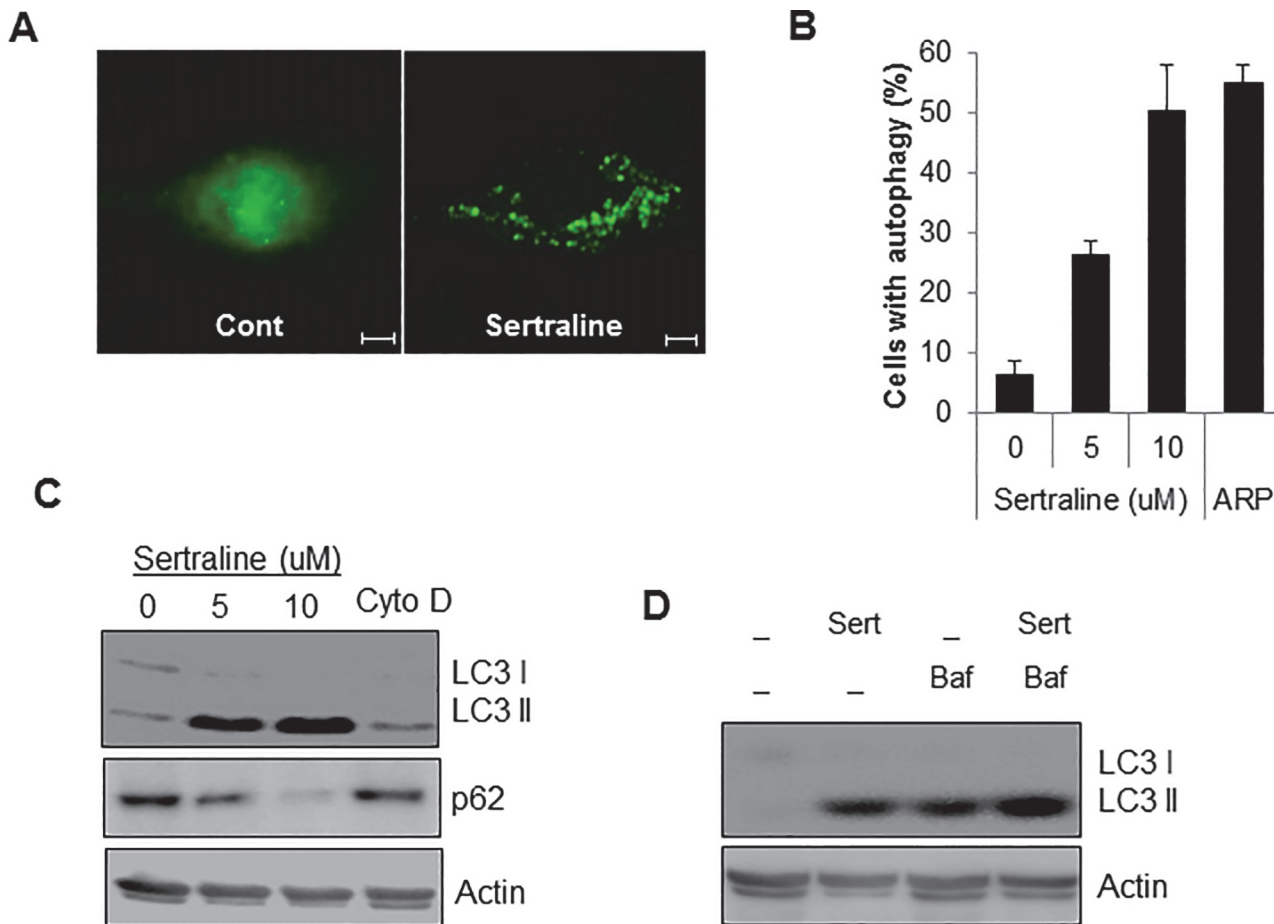 A
Cont
Sertraline
B
Cells with autophagy (%)
60
50
40
30
20
10
0
0 5 10
Sertraline (uM) ARP
C
Sertraline (uM)
0 5 10 Cyto D
LC3 I
LC3 II
p62
Actin
D
_ Sert _ Sert
_ _ Baf Baf
LC3 I
LC3 II
Actin